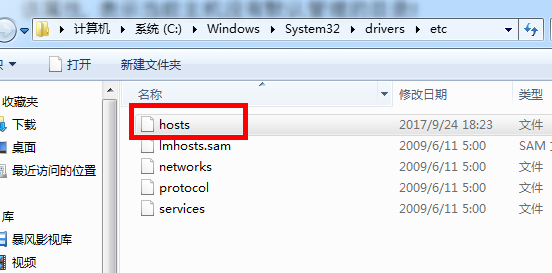 计算机 ▸ 系统 (C:) ▸ Windows ▸ System32 ▸ drivers ▸ etc
打开 新建文件夹
收藏夹
下载
桌面
最近访问的位置
库
暴风影视库
视频
名称 修改日期 类型
hosts 2017/9/24 18:23 文件
lmhosts.sam 2009/6/11 5:00 SAM
networks 2009/6/11 5:00 文件
protocol 2009/6/11 5:00 文件
services 2009/6/11 5:00 文件